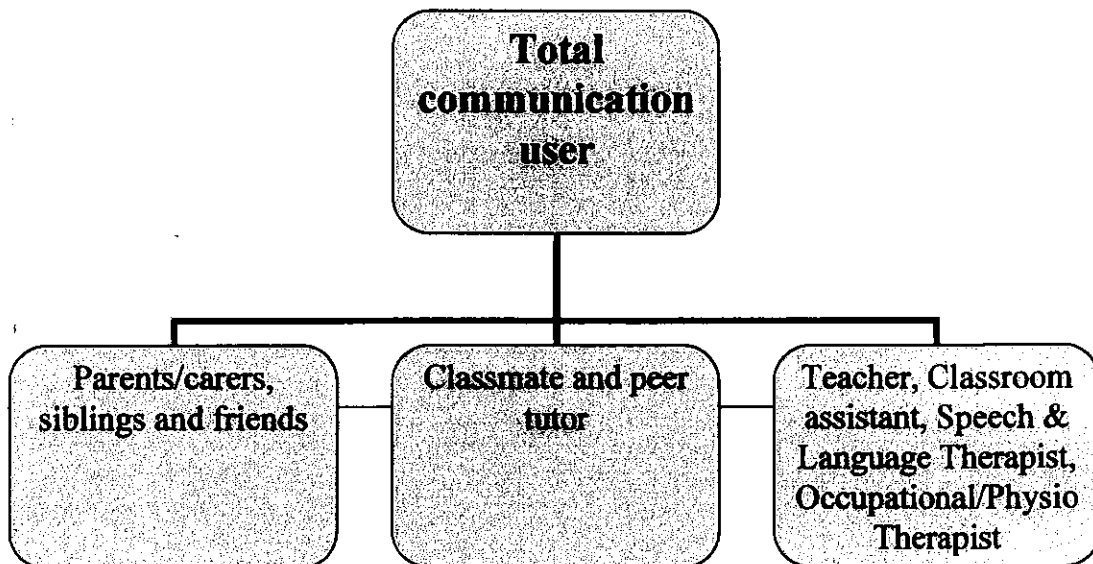 Total
communication
user
Parents/carers,
siblings and friends
Classmate and peer
tutor
Teacher, Classroom
assistant, Speech &
Language Therapist,
Occupational/Physio
Therapist